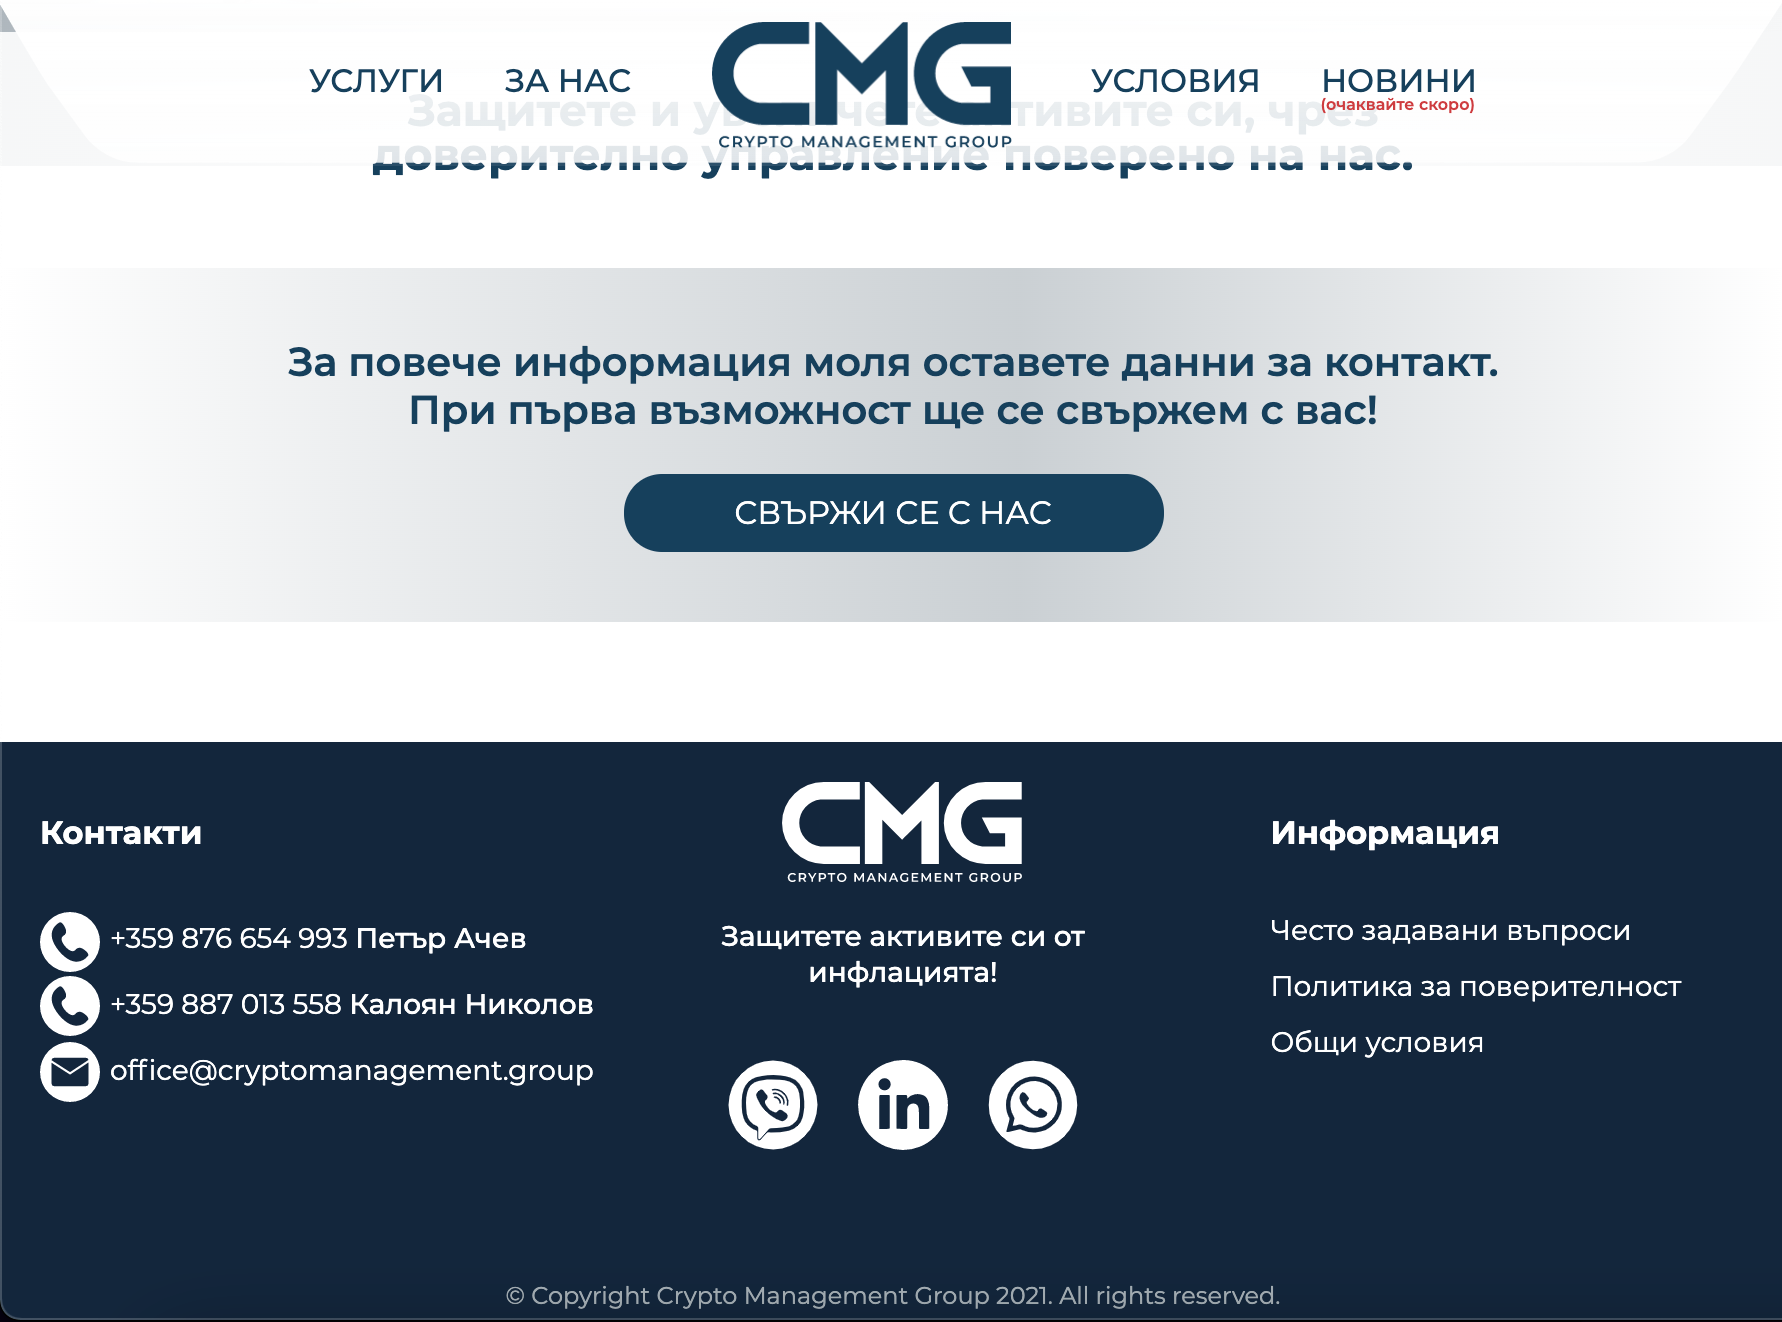 УСЛУГИ
ЗА НАС
CMG
CRYPTO MANAGEMENT GROUP
УСЛОВИЯ
НОВИНИ
(очаквайте скоро)
Защитете и активите си, чрез
доверително управление поверено на нас.
За повече информация моля оставете данни за контакт.
При първа възможност ще се свържем с вас!
СВЪРЖИ СЕ С НАС
Контакти
+359 876 654 993 Петър Ачев
+359 887 013 558 Калоян Николов
office@cryptomanagement.group
CMG
CRYPTO MANAGEMENT GROUP
Защитете активите си от
инфлацията!
in
Информация
Често задавани въпроси
Политика за поверителност
Общи условия
© Copyright Crypto Management Group 2021. All rights reserved.